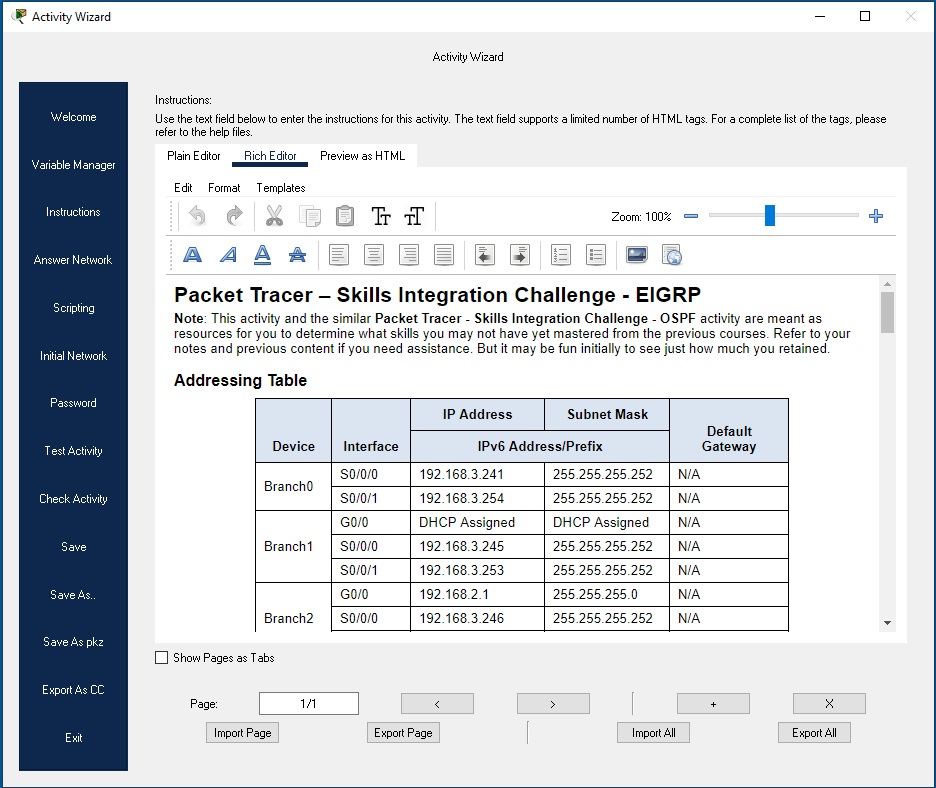 Activity Wizard
Activity Wizard
Welcome
Variable Manager
Instructions
Answer Network
Scripting
Initial Network
Password
Test Activity
Check Activity
Save
Save As..
Save As pkz
Export As CC
Exit
Instructions:
Use the text field below to enter the instructions for this activity. The text field supports a limited number of HTML tags. For a complete list of the tags, please
refer to the help files.
Plain Editor Rich Editor Preview as HTML
Edit Format Templates
Zoom: 100%
Packet Tracer – Skills Integration Challenge - EIGRP
Note: This activity and the similar Packet Tracer - Skills Integration Challenge - OSPF activity are meant as
resources for you to determine what skills you may not have yet mastered from the previous courses. Refer to your
notes and previous content if you need assistance. But it may be fun initially to see just how much you retained.
Addressing Table
Device Interface IP Address Subnet Mask Default
IPv6 Address/Prefix Gateway
Branch0 S0/0/0 192.168.3.241 255.255.255.252 N/A
S0/0/1 192.168.3.254 255.255.255.252 N/A
Branch1 G0/0 DHCP Assigned DHCP Assigned N/A
S0/0/0 192.168.3.245 255.255.255.252 N/A
S0/0/1 192.168.3.253 255.255.255.252 N/A
Branch2 G0/0 192.168.2.1 255.255.255.0 N/A
S0/0/0 192.168.3.246 255.255.255.252 N/A
Show Pages as Tabs
Page: 1/1 < > + X
Import Page Export Page Import All Export All